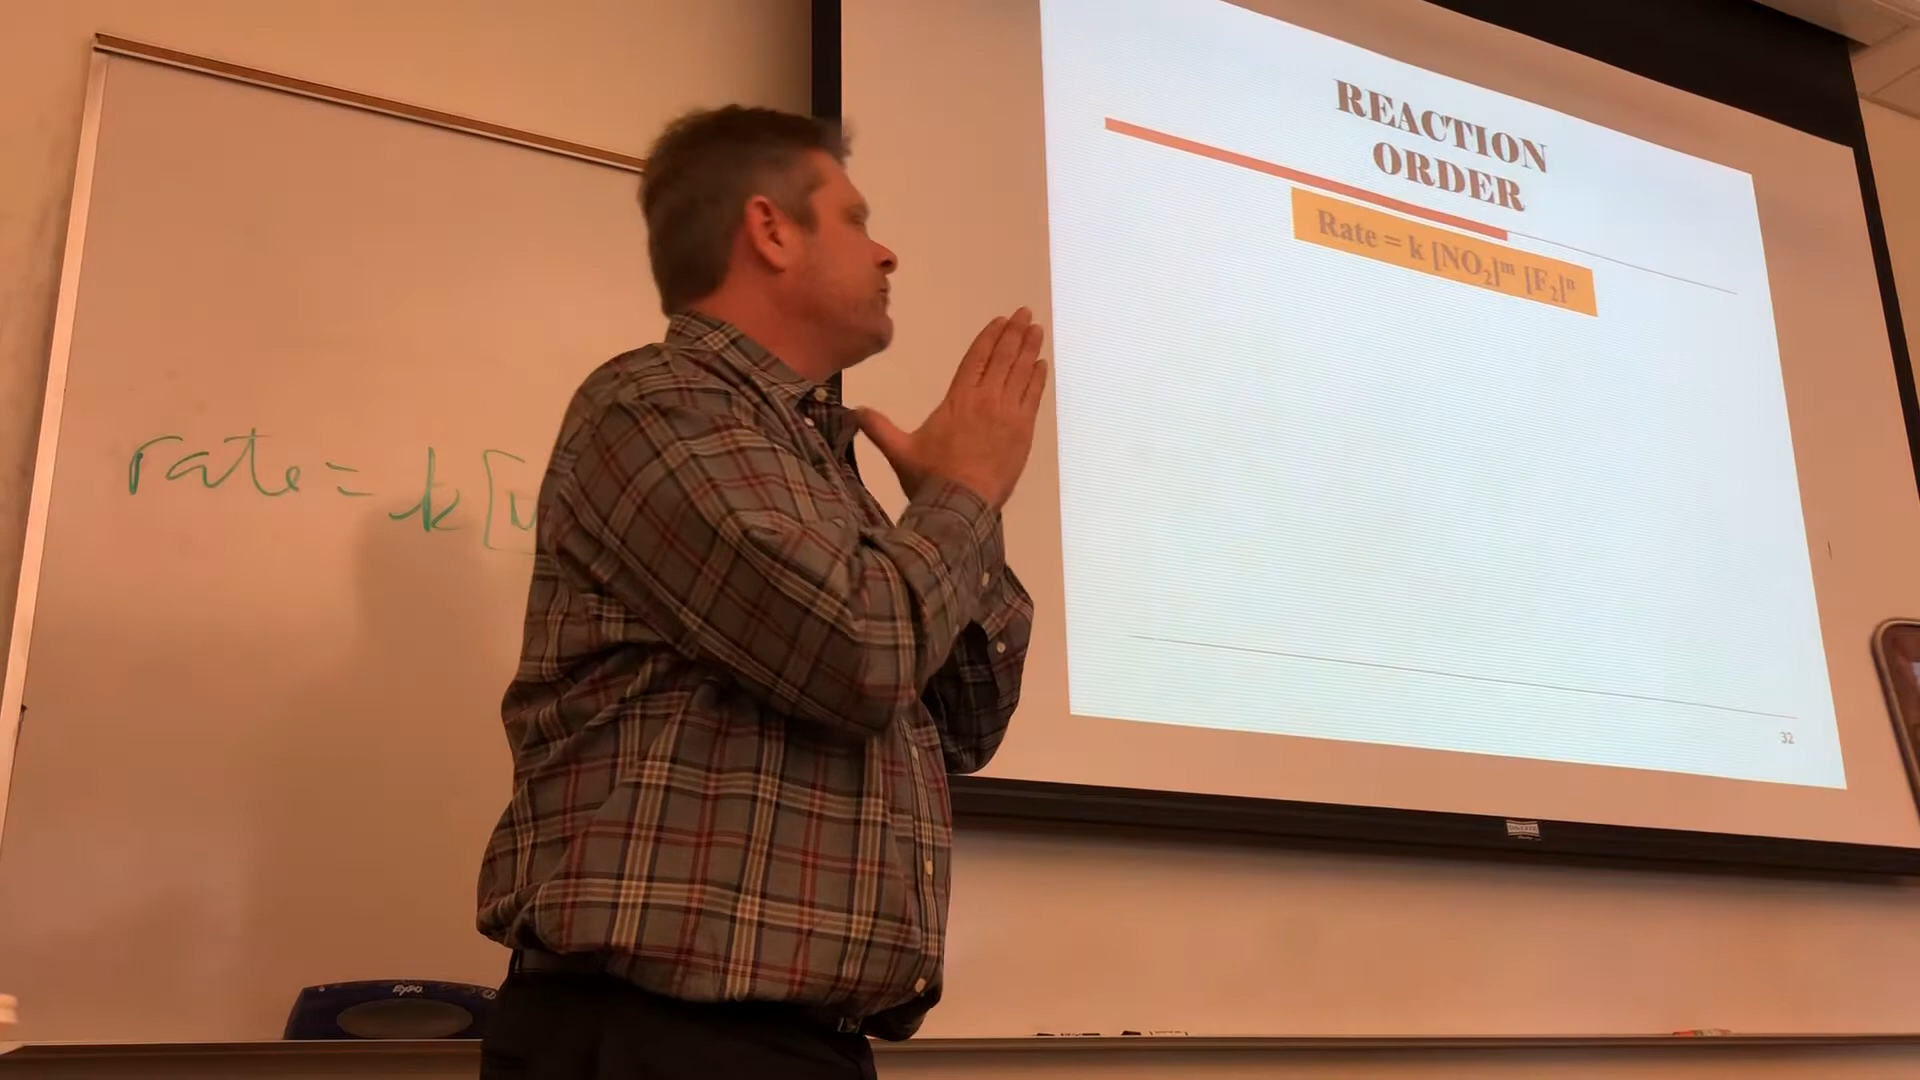 REACTION
ORDER
Rate = k [NO₂]ᵐ [F₂]ⁿ
rate = k [N
32
EXPO